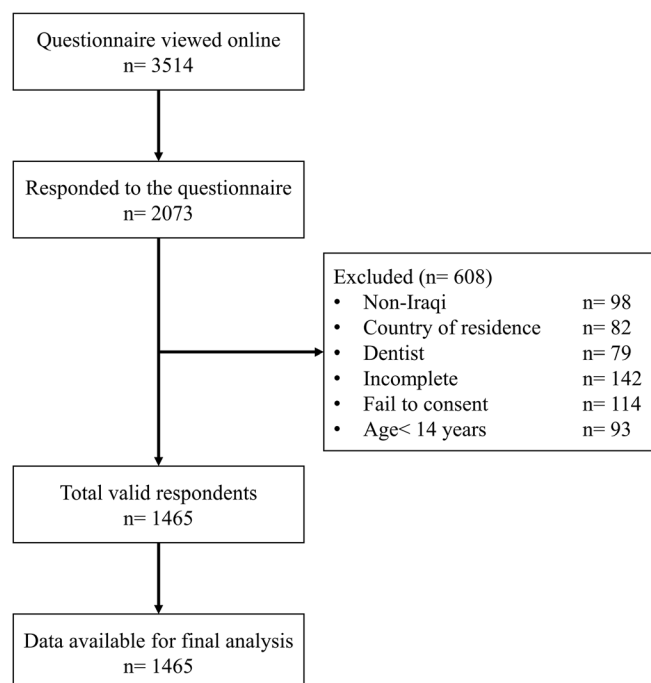 Questionnaire viewed online
n= 3514
Responded to the questionnaire
n= 2073
Excluded (n= 608)
• Non-Iraqi n= 98
• Country of residence n= 82
• Dentist n= 79
• Incomplete n= 142
• Fail to consent n= 114
• Age< 14 years n= 93
Total valid respondents
n= 1465
Data available for final analysis
n= 1465